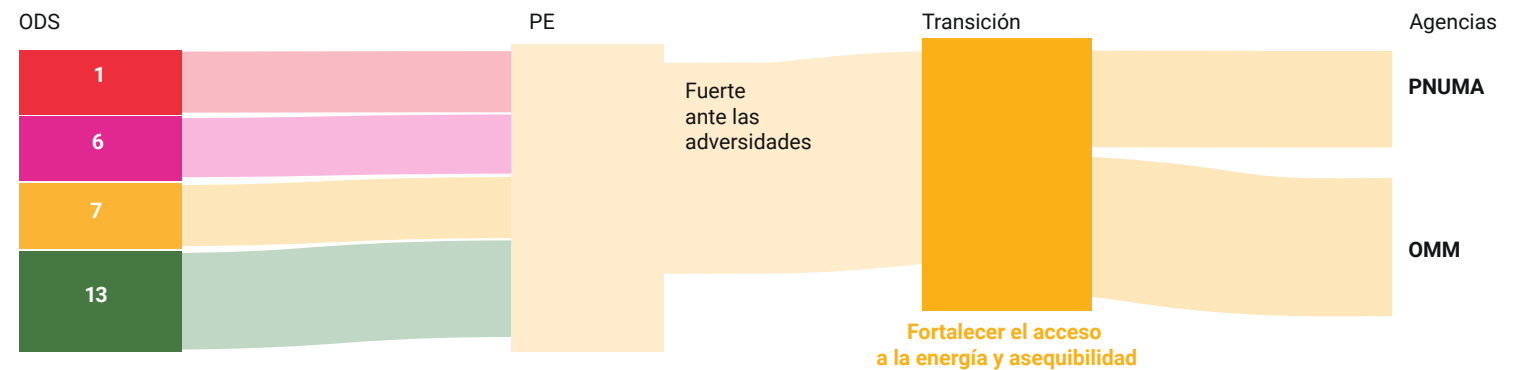 ODS
PE
Transición
Agencias
1
6
7
13
Fuerte
ante las
adversidades
Fortalecer el acceso
a la energía y asequibilidad
PNUMA
OMM